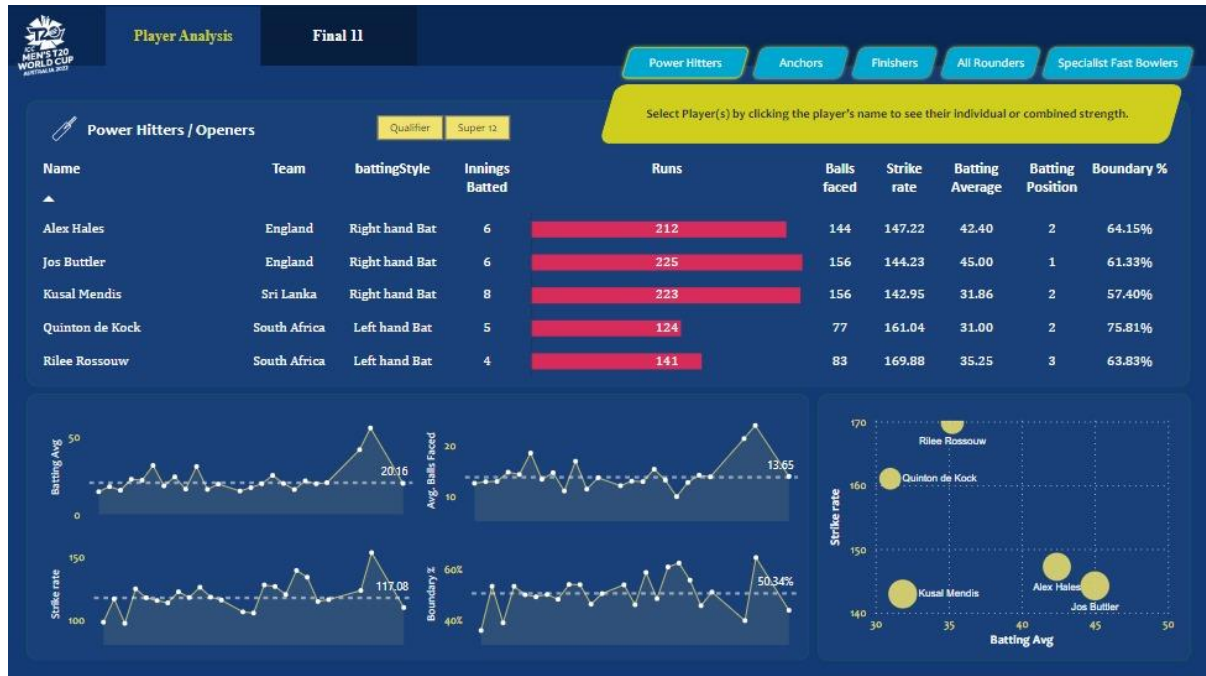 ICC
MEN'S T20
WORLD CUP
AUSTRALIA 2022
Player Analysis
Final 11
Power Hitters
Anchors
Finishers
All Rounders
Specialist Fast Bowlers
Select Player(s) by clicking the player's name to see their individual or combined strength.
Power Hitters / Openers
Qualifier
Super 12
Name Team battingStyle Innings Batted Runs Balls faced Strike rate Batting Average Batting Position Boundary %
Alex Hales England Right hand Bat 6 212 144 147.22 42.40 2 64.15%
Jos Buttler England Right hand Bat 6 225 156 144.23 45.00 1 61.33%
Kusal Mendis Sri Lanka Right hand Bat 8 223 156 142.95 31.86 2 57.40%
Quinton de Kock South Africa Left hand Bat 5 124 77 161.04 31.00 2 75.81%
Rilee Rossouw South Africa Left hand Bat 4 141 83 169.88 35.25 3 63.83%
Batting Avg
50
0
20.16
Avg. Balls Faced
20
10
13.65
Strike rate
150
100
117.08
Boundary %
60%
40%
50.34%
Strike rate
170
160
150
140
Rilee Rossouw
Quinton de Kock
Kusal Mendis
Alex Hales
Jos Buttler
30 35 40 45 50
Batting Avg